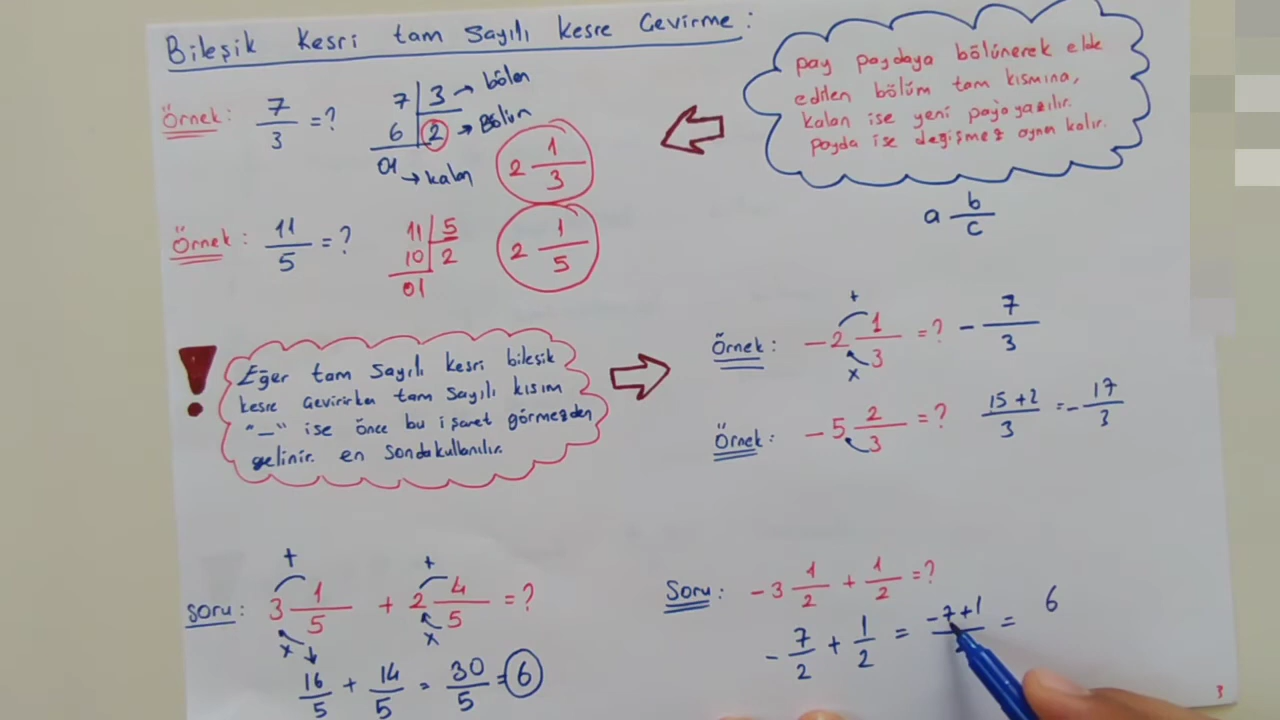 Bileşik Kesri tam Sayılı kesre Çevirme:
pay paydaya bölünerek elde
edilen bölüm tam kısmına,
kalan ise yeni paya yazılır.
payda ise değişmez aynen kalır.
a b/c
Örnek: 7/3 = ?
7 | 3 → bölen
6 | 2 → Bölüm
01 → kalan
2 1/3
Örnek: 11/5 = ?
11 | 5
10 | 2
01
2 1/5
! Eğer tam Sayılı kesri bileşik
kesre çevirirken tam Sayılı kısım
"—" ise önce bu işaret görmezden
gelinir. en Sonda kullanılır.
Örnek: -2 1/3 = ? - 7/3
+
x
Örnek: -5 2/3 = ? 15+2/3 = - 17/3
Soru: 3 1/5 + 2 4/5 = ?
+ +
x x
16/5 + 14/5 = 30/5 = 6
Soru: -3 1/2 + 1/2 = ?
- 7/2 + 1/2 = -7+1/2 = 6
3